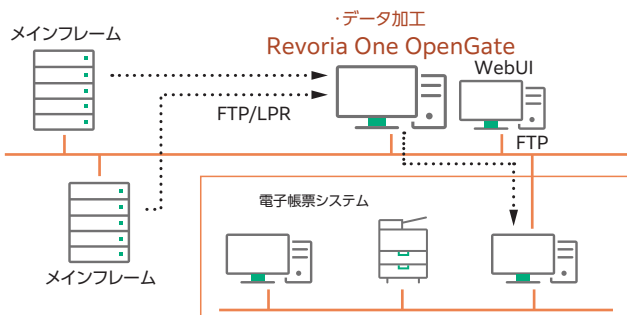 ・データ加工
メインフレーム
Revoria One OpenGate
WebUI
FTP/LPR
FTP
電子帳票システム
メインフレーム